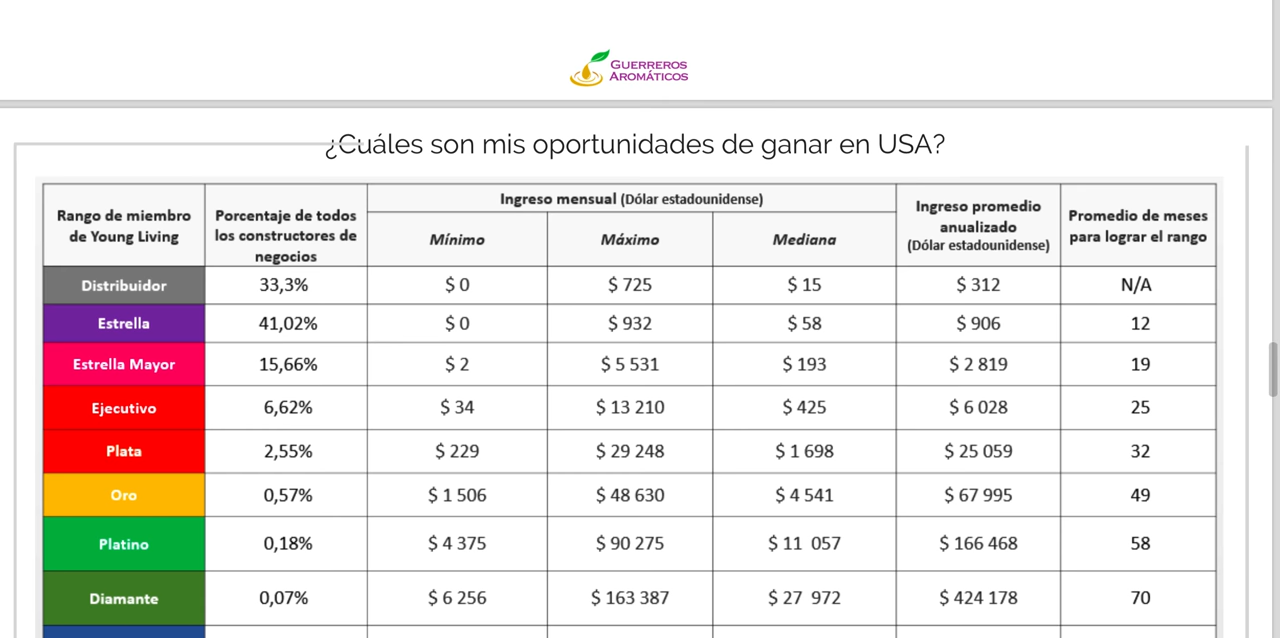 GUERREROS
AROMÁTICOS
¿Cuáles son mis oportunidades de ganar en USA?
Rango de miembro
de Young Living
Porcentaje de todos
los constructores de
negocios
Ingreso mensual (Dólar estadounidense)
Mínimo
Máximo
Mediana
Ingreso promedio
anualizado
(Dólar estadounidense)
Promedio de meses
para lograr el rango
Distribuidor 33,3% $ 0 $ 725 $ 15 $ 312 N/A
Estrella 41,02% $ 0 $ 932 $ 58 $ 906 12
Estrella Mayor 15,66% $ 2 $ 5 531 $ 193 $ 2 819 19
Ejecutivo 6,62% $ 34 $ 13 210 $ 425 $ 6 028 25
Plata 2,55% $ 229 $ 29 248 $ 1 698 $ 25 059 32
Oro 0,57% $ 1 506 $ 48 630 $ 4 541 $ 67 995 49
Platino 0,18% $ 4 375 $ 90 275 $ 11 057 $ 166 468 58
Diamante 0,07% $ 6 256 $ 163 387 $ 27 972 $ 424 178 70